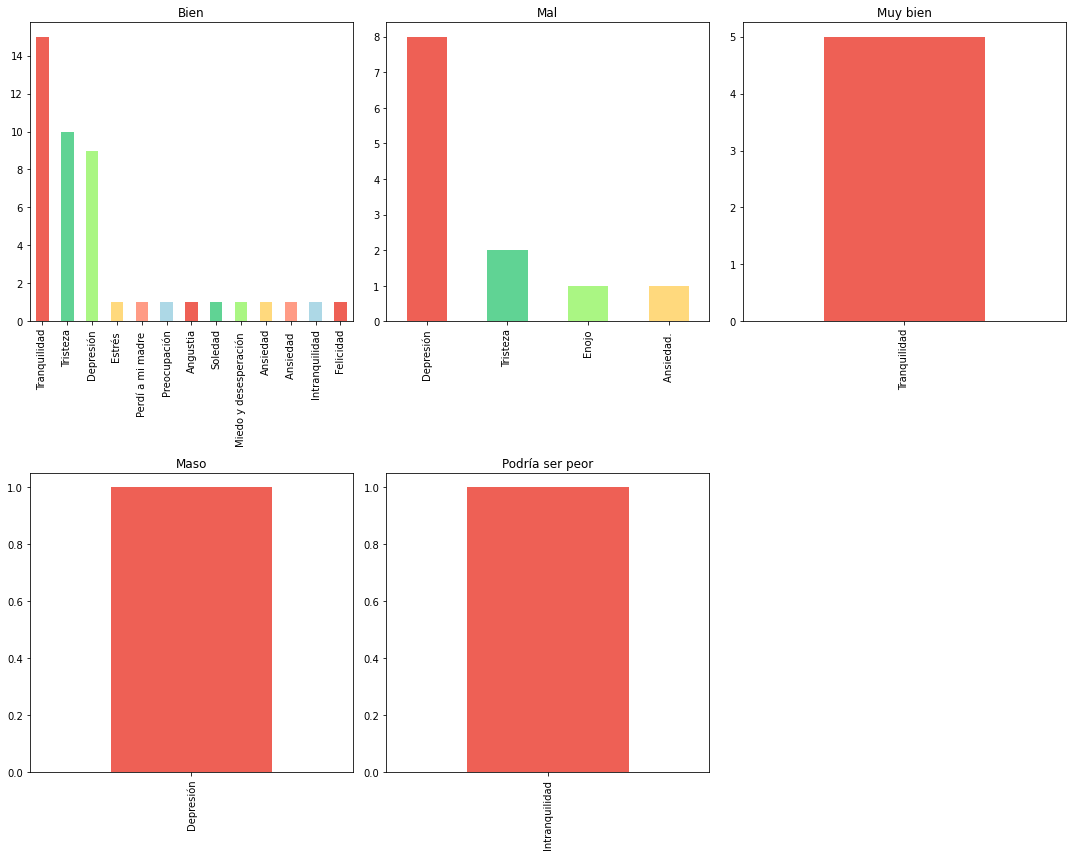 Bien
14
12
10
8
6
4
2
0
Tranquilidad
Tristeza
Depresión
Estrés
Perdí a mi madre
Preocupación
Angustia
Soledad
Miedo y desesperación
Ansiedad
Ansiedad
Intranquilidad
Felicidad
Mal
8
7
6
5
4
3
2
1
0
Depresión
Tristeza
Enojo
Ansiedad.
Muy bien
5
4
3
2
1
0
Tranquilidad
Maso
1.0
0.8
0.6
0.4
0.2
0.0
Depresión
Podría ser peor
1.0
0.8
0.6
0.4
0.2
0.0
Intranquilidad